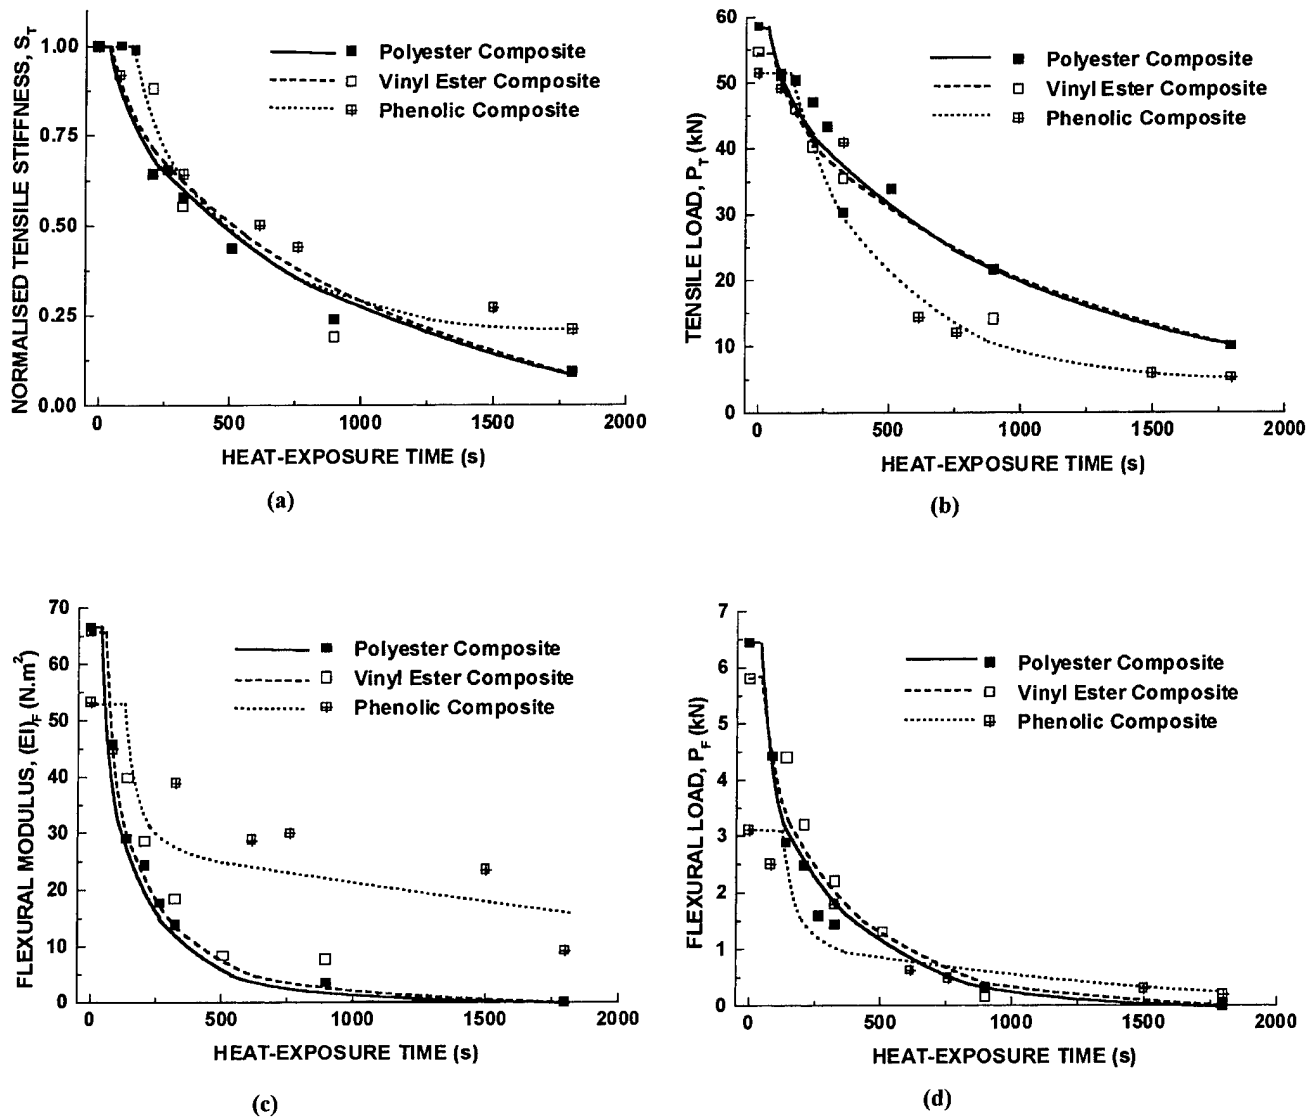 NORMALISED TENSILE STIFFNESS, S_T
1.00
0.75
0.50
0.25
0.00
Polyester Composite
Vinyl Ester Composite
Phenolic Composite
0 500 1000 1500 2000
HEAT-EXPOSURE TIME (s)
(a)
TENSILE LOAD, P_T (kN)
60
50
40
30
20
10
0
Polyester Composite
Vinyl Ester Composite
Phenolic Composite
0 500 1000 1500 2000
HEAT-EXPOSURE TIME (s)
(b)
FLEXURAL MODULUS, (EI)_F (N.m²)
70
60
50
40
30
20
10
0
Polyester Composite
Vinyl Ester Composite
Phenolic Composite
0 500 1000 1500 2000
HEAT-EXPOSURE TIME (s)
(c)
FLEXURAL LOAD, P_F (kN)
7
6
5
4
3
2
1
0
Polyester Composite
Vinyl Ester Composite
Phenolic Composite
0 500 1000 1500 2000
HEAT-EXPOSURE TIME (s)
(d)